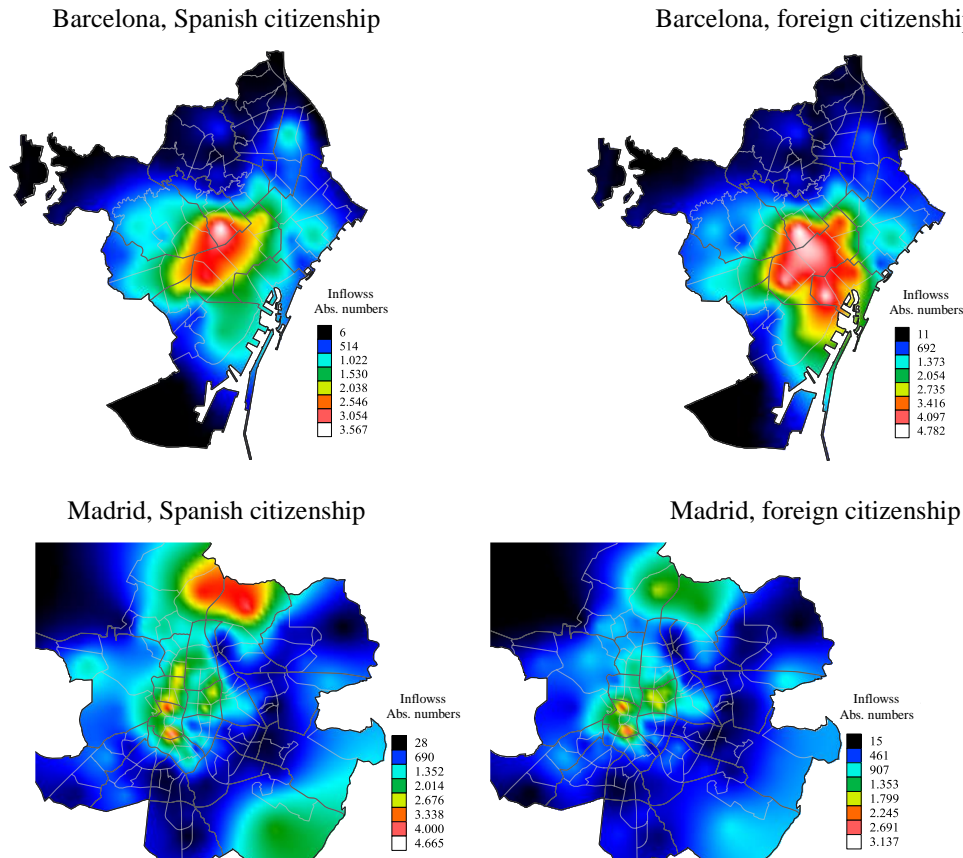 Barcelona, Spanish citizenship
Barcelona, foreign citizenship
Inflowss
Abs. numbers
6
514
1.022
1.530
2.038
2.546
3.054
3.567
Inflowss
Abs. numbers
11
692
1.373
2.054
2.735
3.416
4.097
4.782
Madrid, Spanish citizenship
Madrid, foreign citizenship
Inflowss
Abs. numbers
28
690
1.352
2.014
2.676
3.338
4.000
4.665
Inflowss
Abs. numbers
15
461
907
1.353
1.799
2.245
2.691
3.137